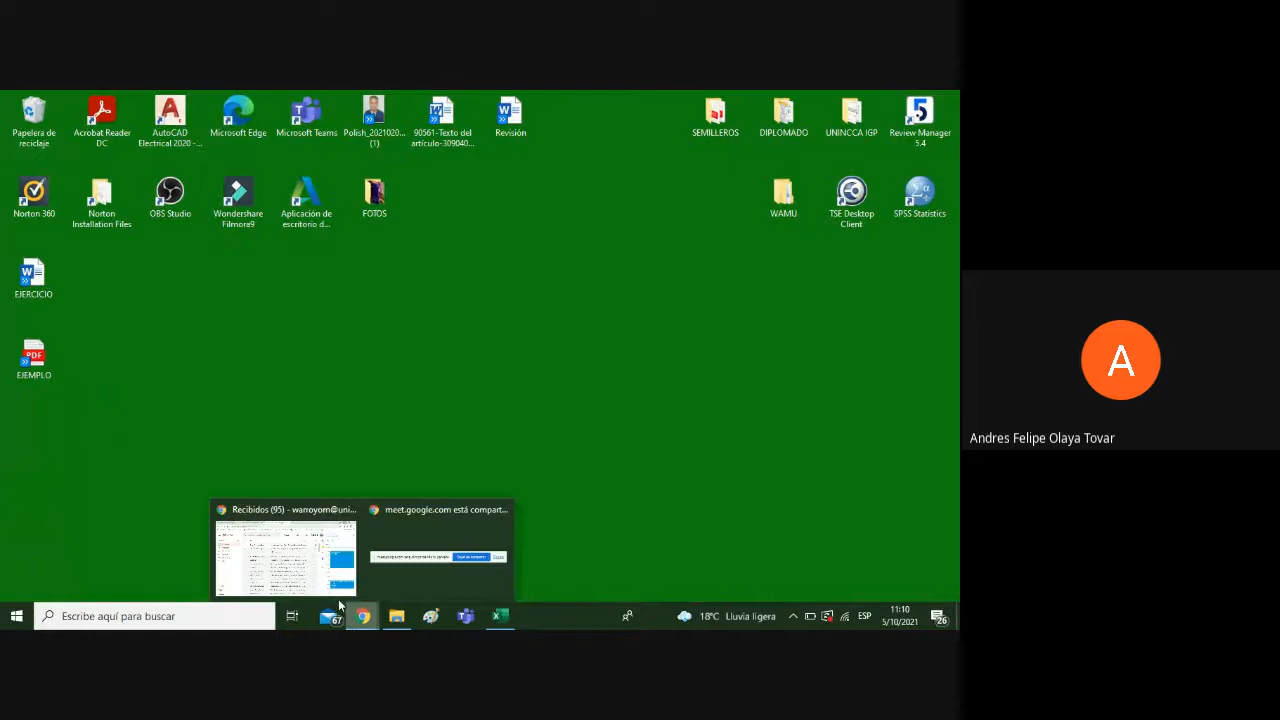 Papelera de
reciclaje
Acrobat Reader
DC
AutoCAD
Electrical 2020 -...
Microsoft Edge
Microsoft Teams
Polish_2021020...
(1)
90561-Texto del
artículo-309040...
Revisión
SEMILLEROS
DIPLOMADO
UNINCCA IGP
Review Manager
5.4
Norton 360
Norton
Installation Files
OBS Studio
Wondershare
Filmora9
Aplicación de
escritorio d...
FOTOS
WAMU
TSE Desktop
Client
SPSS Statistics
EJERCICIO
PDF
EJEMPLO
A
Andres Felipe Olaya Tovar
Recibidos (95) - warroyom@uni...
meet.google.com está compart...
Escribe aquí para buscar
67
18°C Lluvia ligera
ESP
11:10
5/10/2021
26